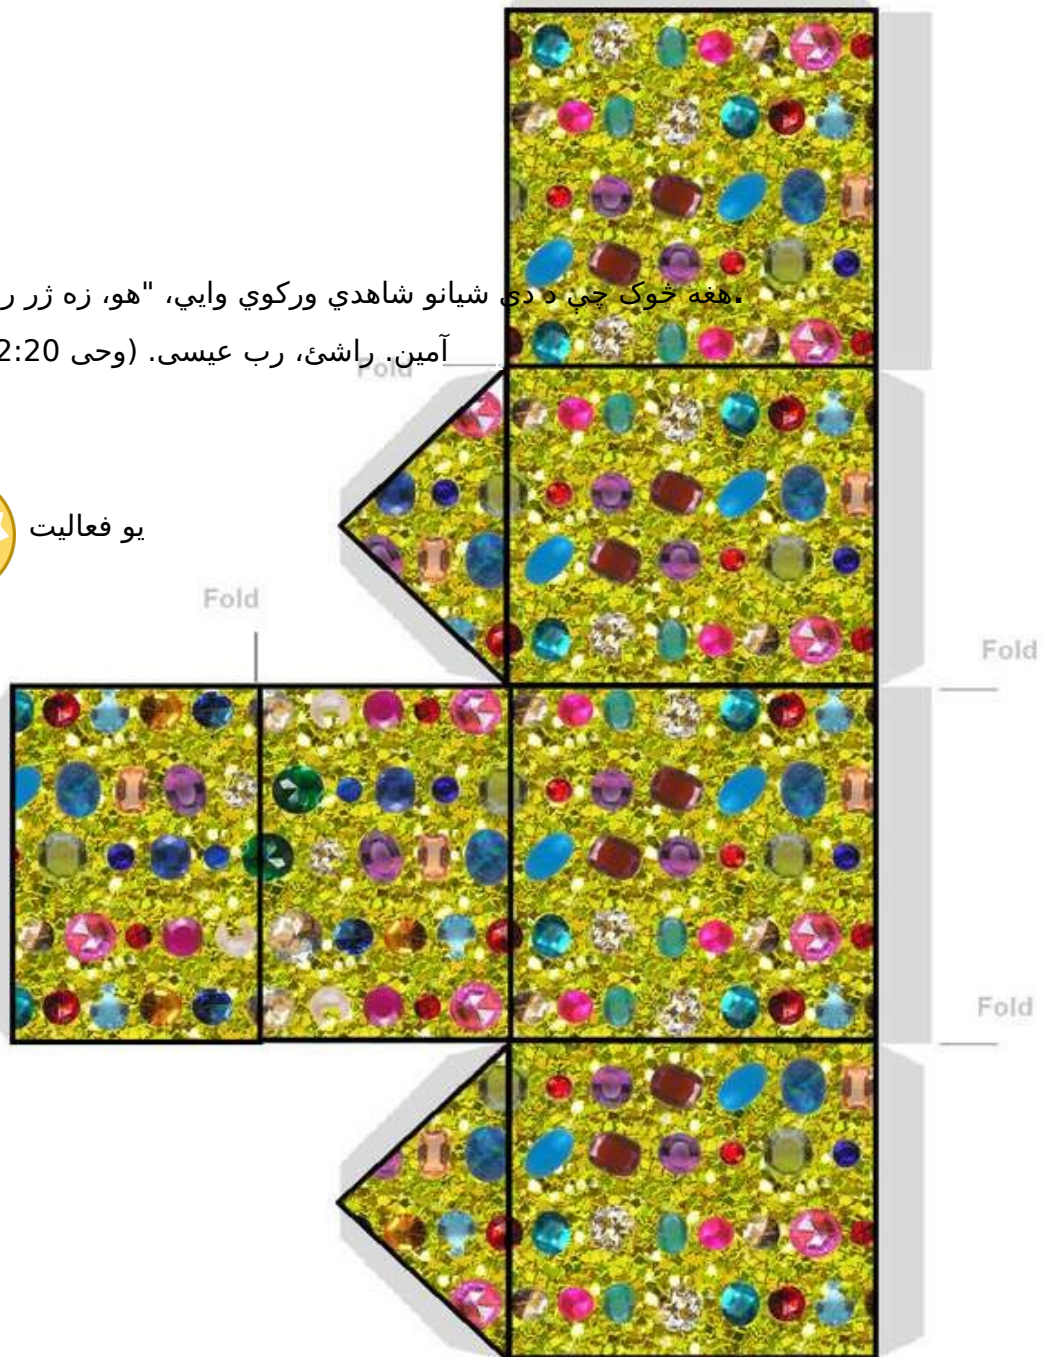 هغه څوک چې د دې شیانو شاهدي ورکوي وايي، "هو، زه ژر ر.
آمین. راشئ، رب عیسی. (وحی 2:20
Fold
یو فعالیت
Fold
Fold
Fold